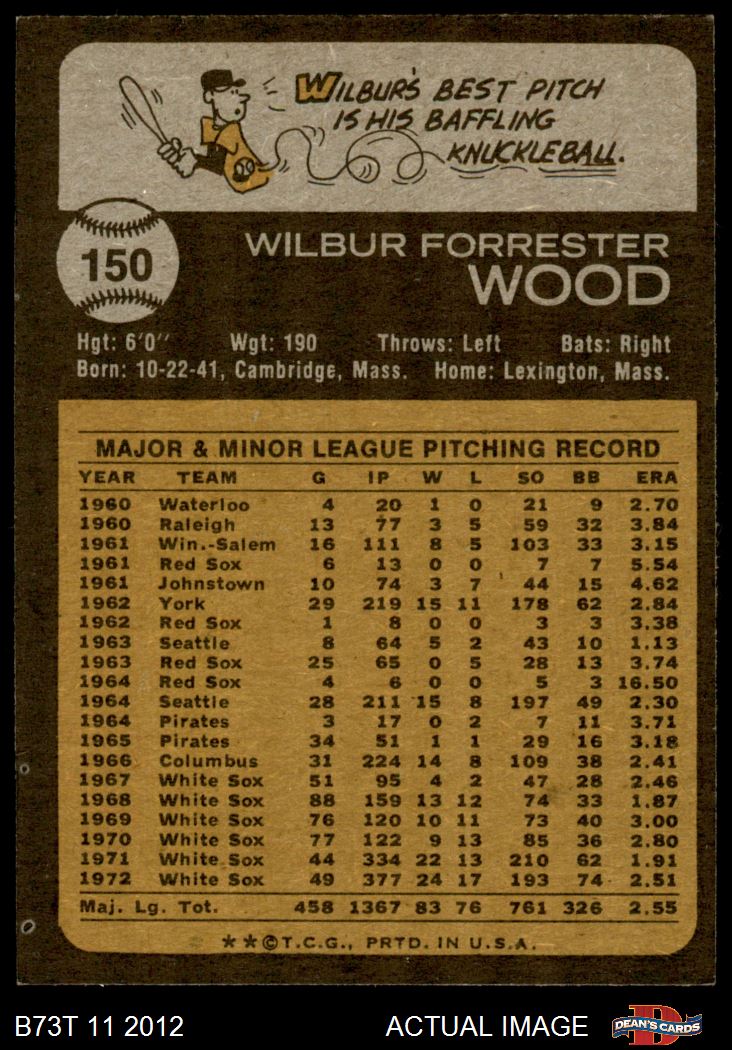 WILBUR'S BEST PITCH
IS HIS BAFFLING
KNUCKLEBALL.
150
WILBUR FORRESTER
WOOD
Hgt: 6'0" Wgt: 190 Throws: Left Bats: Right
Born: 10-22-41, Cambridge, Mass. Home: Lexington, Mass.
MAJOR & MINOR LEAGUE PITCHING RECORD
YEAR TEAM G IP W L SO BB ERA
1960 Waterloo 4 20 1 0 21 9 2.70
1960 Raleigh 13 77 3 5 59 32 3.84
1961 Win.-Salem 16 111 8 5 103 33 3.15
1961 Red Sox 6 13 0 0 7 7 5.54
1961 Johnstown 10 74 3 7 44 15 4.62
1962 York 29 219 15 11 178 62 2.84
1962 Red Sox 1 8 0 0 3 3 3.38
1963 Seattle 8 64 5 2 43 10 1.13
1963 Red Sox 25 65 0 5 28 13 3.74
1964 Red Sox 4 6 0 0 5 3 16.50
1964 Seattle 28 211 15 8 197 49 2.30
1964 Pirates 3 17 0 2 7 11 3.71
1965 Pirates 34 51 1 1 29 16 3.18
1966 Columbus 31 224 14 8 109 38 2.41
1967 White Sox 51 95 4 2 47 28 2.46
1968 White Sox 88 159 13 12 74 33 1.87
1969 White Sox 76 120 10 11 73 40 3.00
1970 White Sox 77 122 9 13 85 36 2.80
1971 White Sox 44 334 22 13 210 62 1.91
1972 White Sox 49 377 24 17 193 74 2.51
Maj. Lg. Tot. 458 1367 83 76 761 326 2.55
★★©T.C.G., PRTD. IN U.S.A.
B73T 11 2012 ACTUAL IMAGE D DEAN'S CARDS